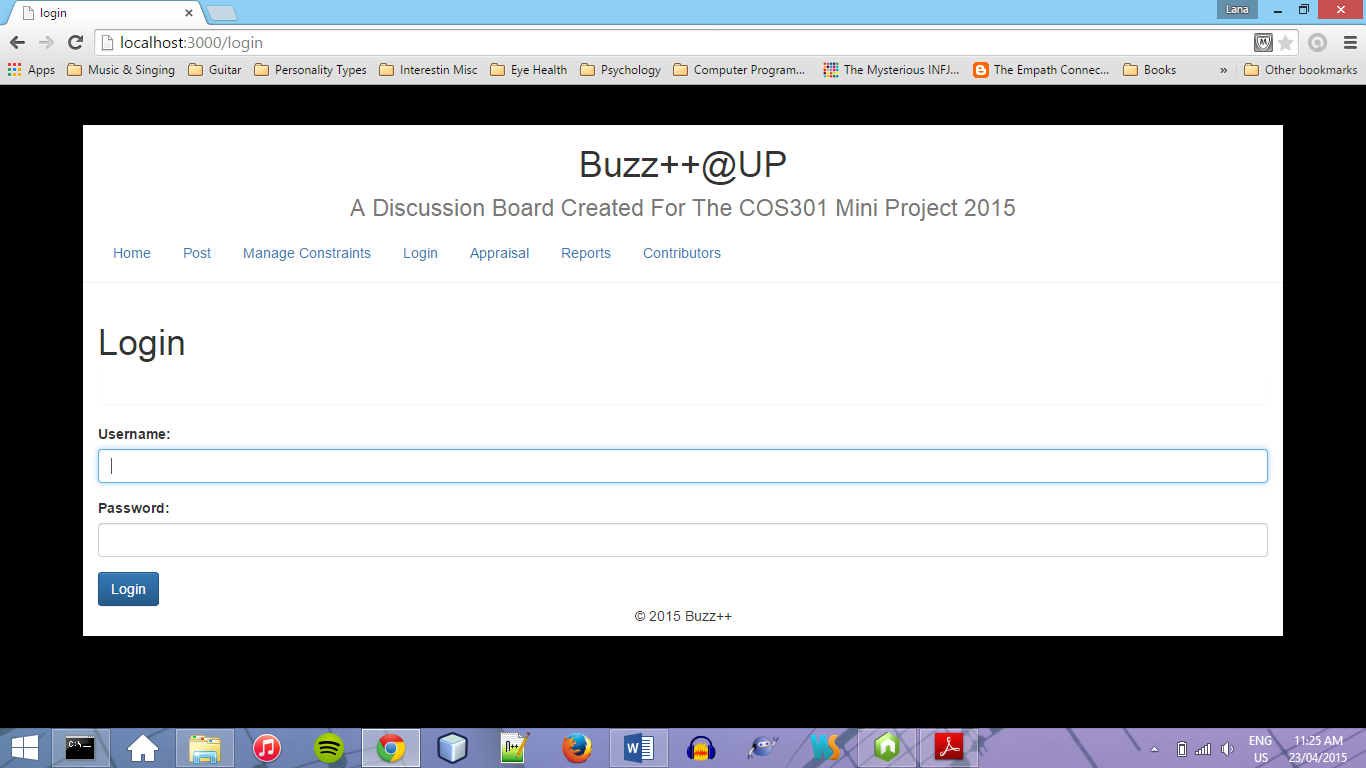 login
Lana
localhost:3000/login
Apps Music & Singing Guitar Personality Types Interestin Misc Eye Health Psychology Computer Program... The Mysterious INFJ... The Empath Connec... Books » Other bookmarks
Buzz++@UP
A Discussion Board Created For The COS301 Mini Project 2015
Home Post Manage Constraints Login Appraisal Reports Contributors
Login
Username:
Password:
Login
© 2015 Buzz++
ENG 11:25 AM
US 23/04/2015